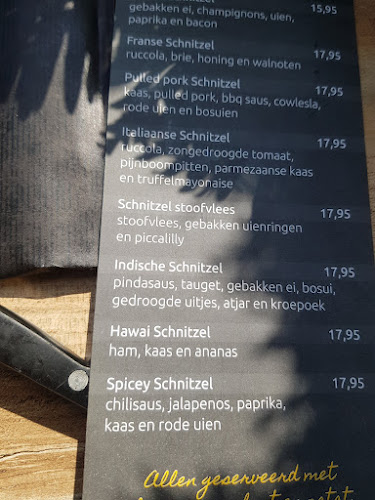 15,95
gebakken ei, champignons, uien,
paprika en bacon
Franse Schnitzel 17,95
ruccola, brie, honing en walnoten
Pulled pork Schnitzel 17,95
kaas, pulled pork, bbq saus, cowlesla,
rode uien en bosuien
Italiaanse Schnitzel 17,95
ruccola, zongedroogde tomaat,
pijnboompitten, parmezaanse kaas
en truffelmayonaise
Schnitzel stoofvlees 17,95
stoofvlees, gebakken uienringen
en piccalilly
Indische Schnitzel 17,95
pindasaus, tauget, gebakken ei, bosui,
gedroogde uitjes, atjar en kroepoek
Hawai Schnitzel 17,95
ham, kaas en ananas
Spicey Schnitzel 17,95
chilisaus, jalapenos, paprika,
kaas en rode uien
Allen geserveerd met